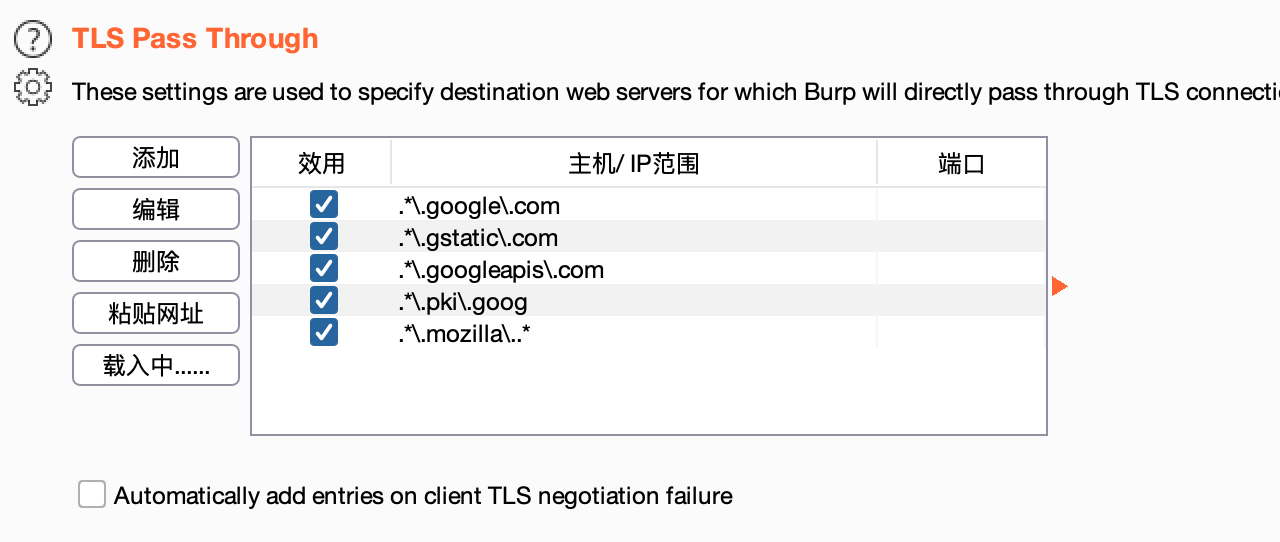 TLS Pass Through
These settings are used to specify destination web servers for which Burp will directly pass through TLS connecti
添加
编辑
删除
粘贴网址
载入中......
效用 主机/ IP范围 端口
.*\.google\.com
.*\.gstatic\.com
.*\.googleapis\.com
.*\.pki\.goog
.*\.mozilla\..*
Automatically add entries on client TLS negotiation failure